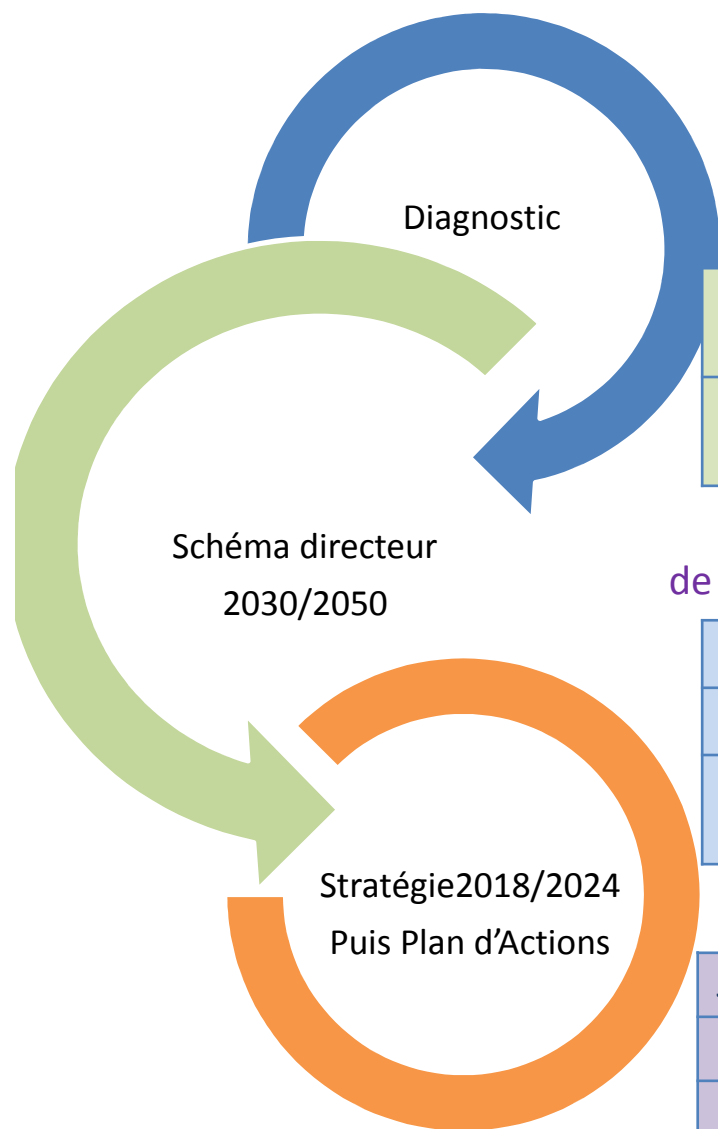 Diagnostic
Schéma directeur
2030/2050
de
Stratégie2018/2024
Puis Plan d’Actions